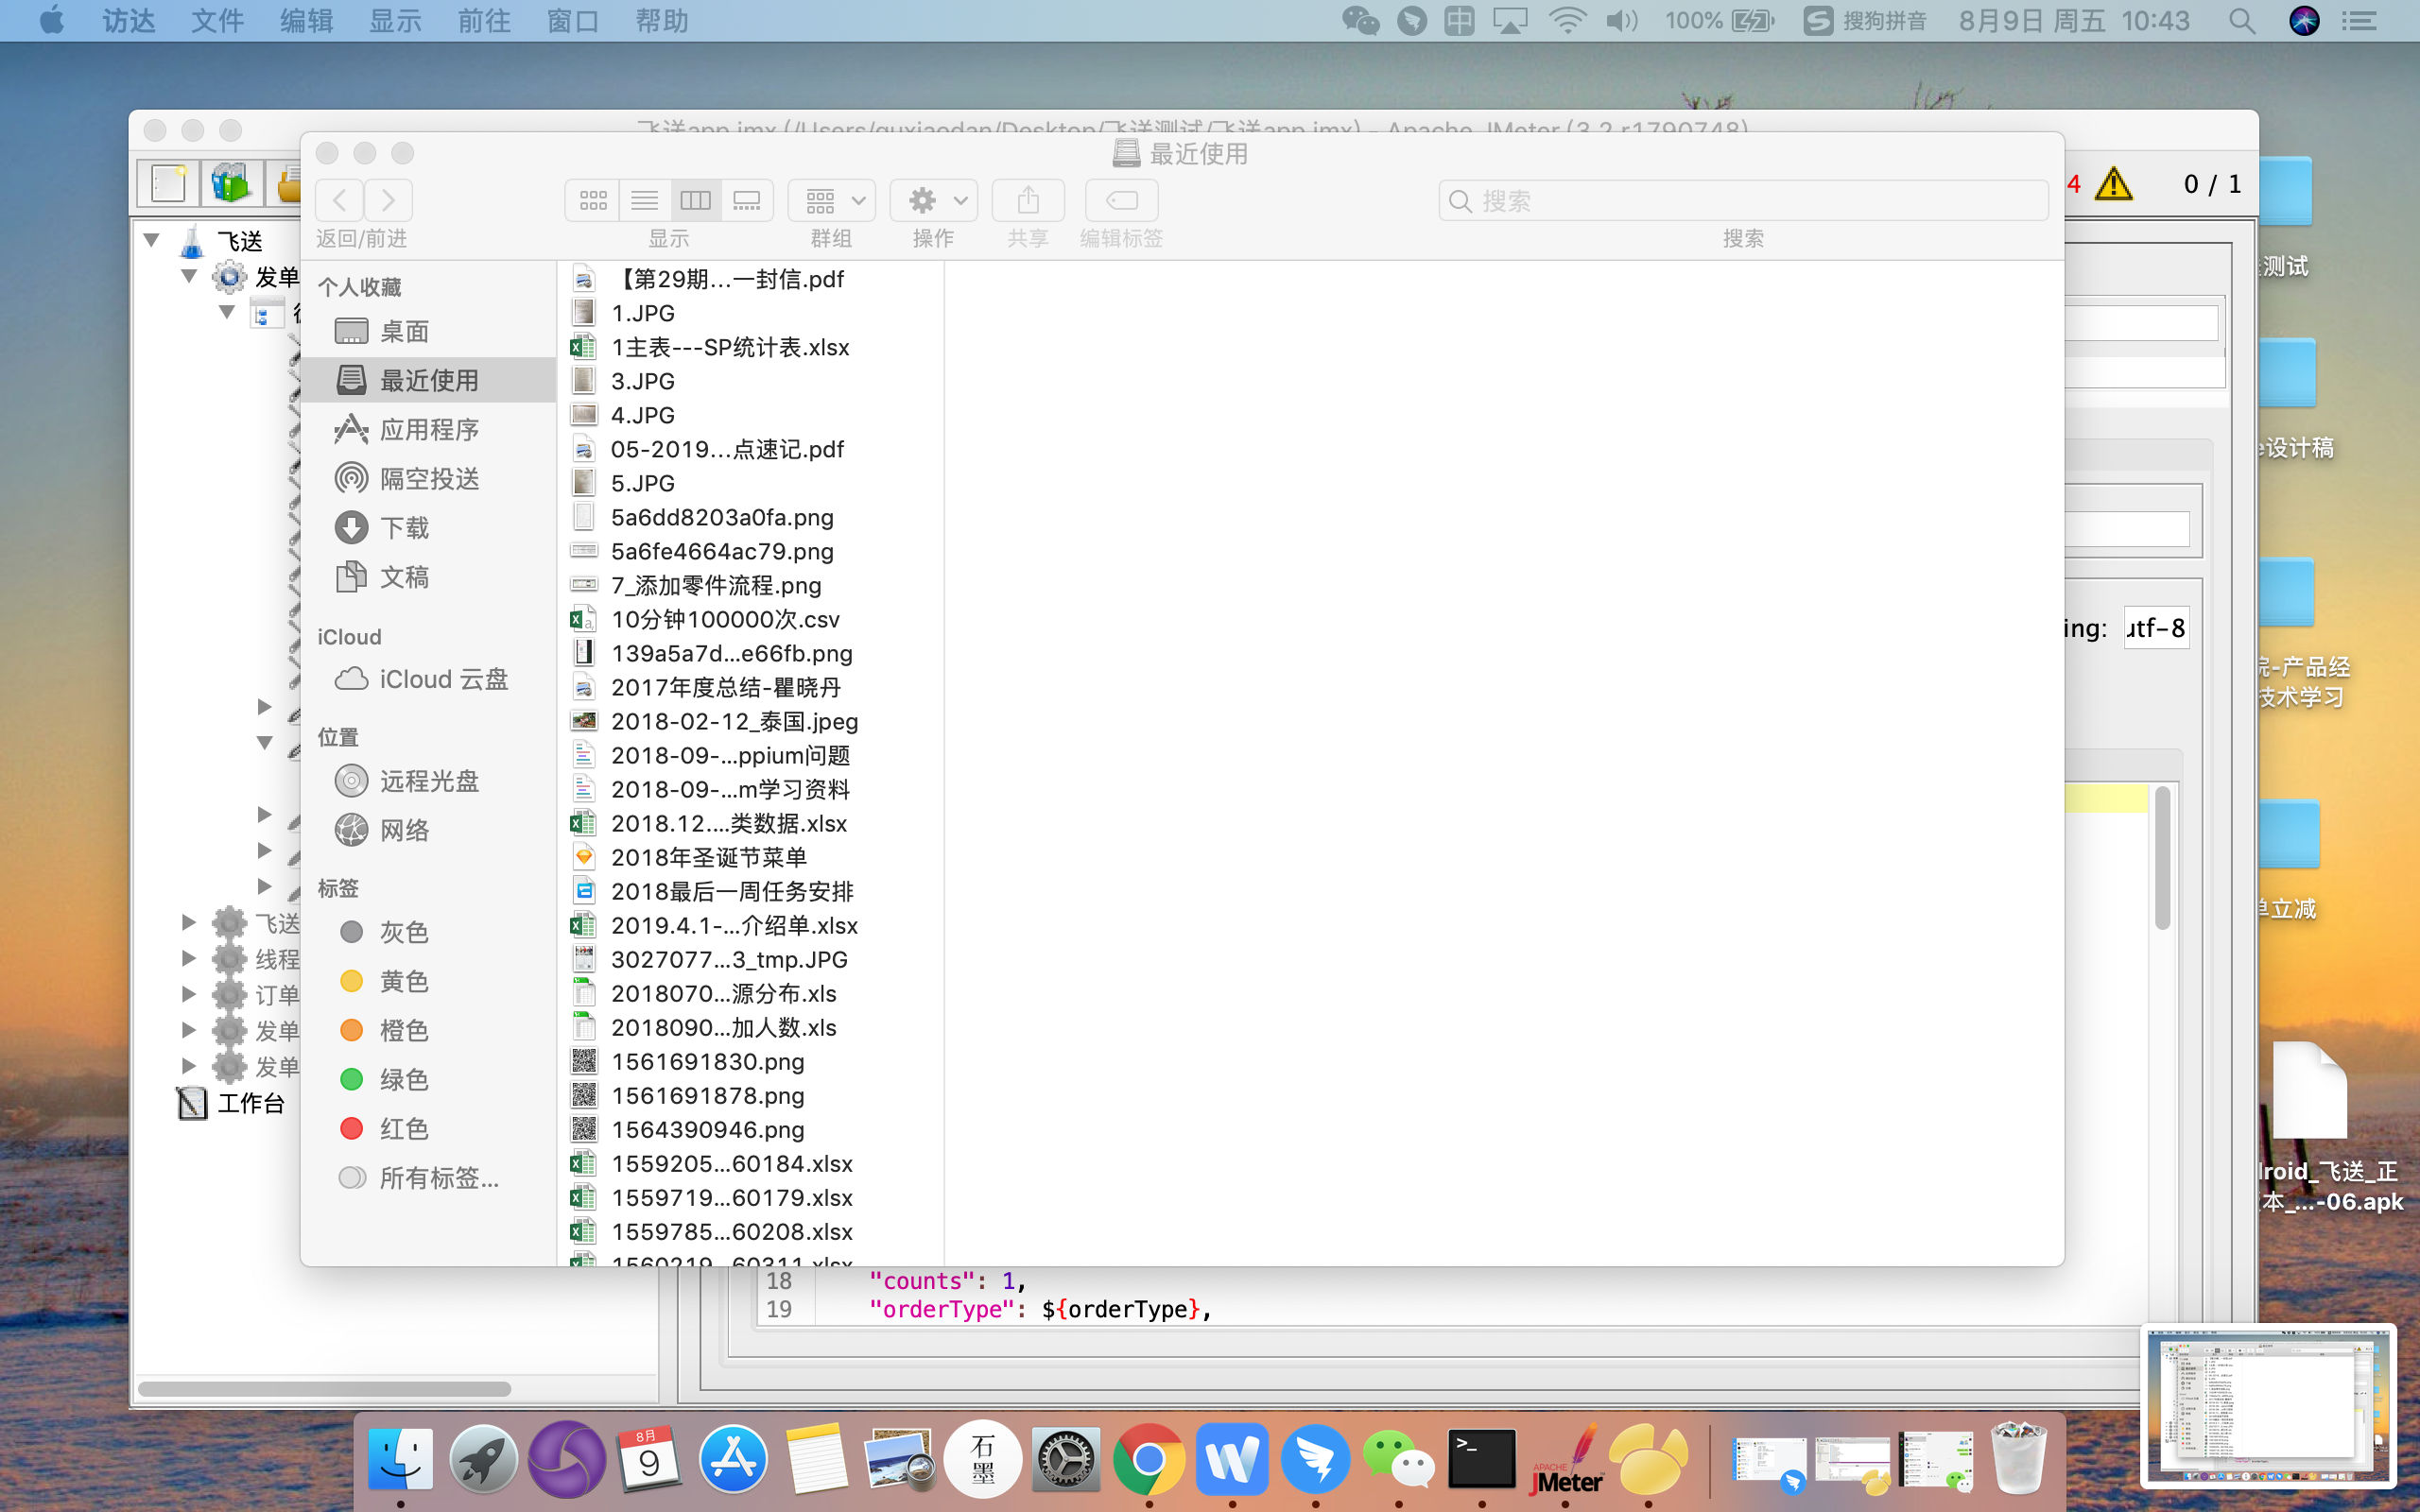 访达 文件 编辑 显示 前往 窗口 帮助
100% 搜狗拼音 8月9日 周五 10:43
飞送app.jmx (/Users/quxiaodan/Desktop/飞送测试/飞送app.jmx) - Apache JMeter (3.2 r1790748)
最近使用
搜索
4 0 / 1
返回/前进 显示 群组 操作 共享 编辑标签 搜索
飞送
发单
个人收藏
桌面
最近使用
应用程序
隔空投送
下载
文稿
iCloud
iCloud 云盘
位置
远程光盘
网络
标签
灰色
黄色
橙色
绿色
红色
所有标签...
飞送
线程
订单
发单
发单
工作台
【第29期...一封信.pdf
1.JPG
1主表---SP统计表.xlsx
3.JPG
4.JPG
05-2019...点速记.pdf
5.JPG
5a6dd8203a0fa.png
5a6fe4664ac79.png
7_添加零件流程.png
10分钟100000次.csv
139a5a7d...e66fb.png
2017年度总结-瞿晓丹
2018-02-12_泰国.jpeg
2018-09-...ppium问题
2018-09-...m学习资料
2018.12....类数据.xlsx
2018年圣诞节菜单
2018最后一周任务安排
2019.4.1-...介绍单.xlsx
3027077...3_tmp.JPG
2018070...源分布.xls
2018090...加人数.xls
1561691830.png
1561691878.png
1564390946.png
1559205...60184.xlsx
1559719...60179.xlsx
1559785...60208.xlsx
1560219...60311.xlsx
ing: utf-8
18 "counts": 1,
19 "orderType": ${orderType},
测试
e设计稿
院-产品经
技术学习
单立减
droid_飞送_正
本_...-06.apk
8月
9
石墨
>_
APACHE
JMeter